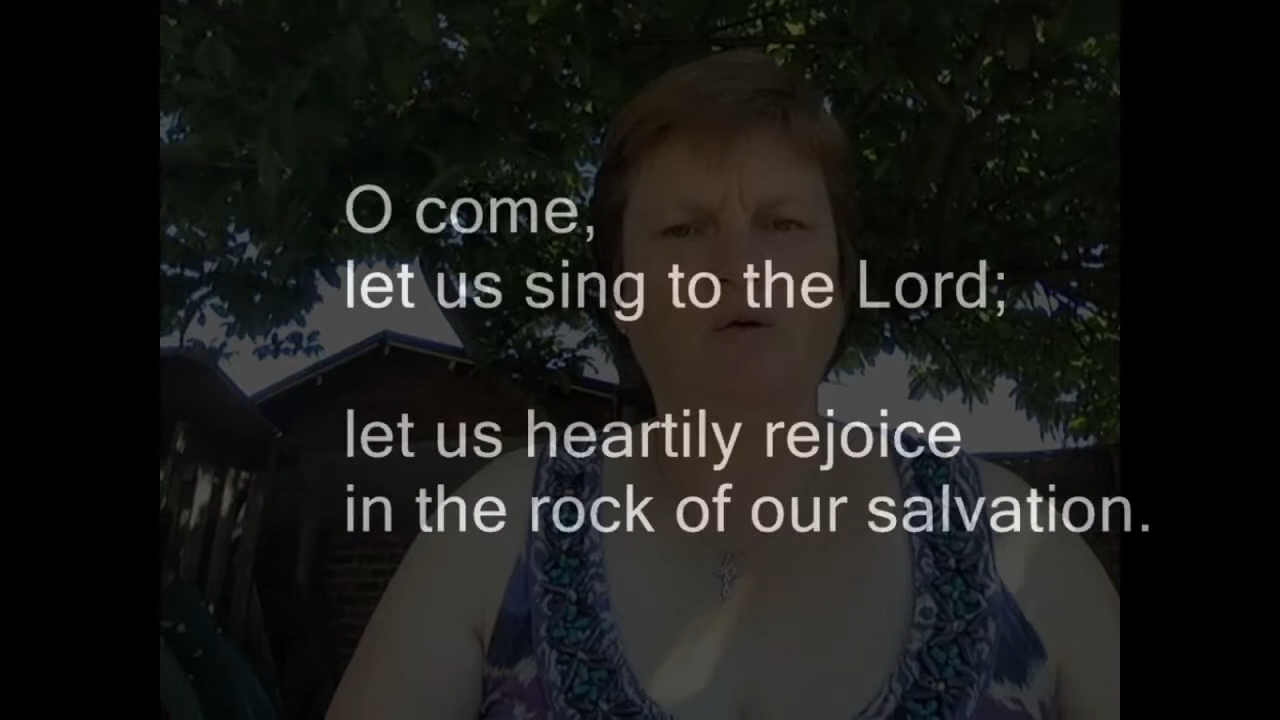 O come,
let us sing to the Lord;
let us heartily rejoice
in the rock of our salvation.